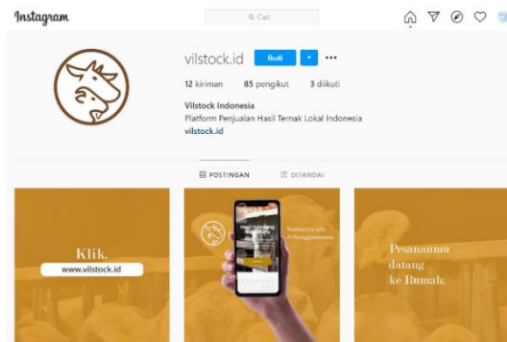 Instagram
Cari
vilstock.id
Ikuti
12 kiriman 85 pengikut 3 diikuti
Vilstock Indonesia
Platform Penjualan Hasil Ternak Lokal Indonesia
vilstock.id
POSTINGAN DITANDAI
Klik.
www.vilstock.id
Pesananmu
datang
ke Rumah.